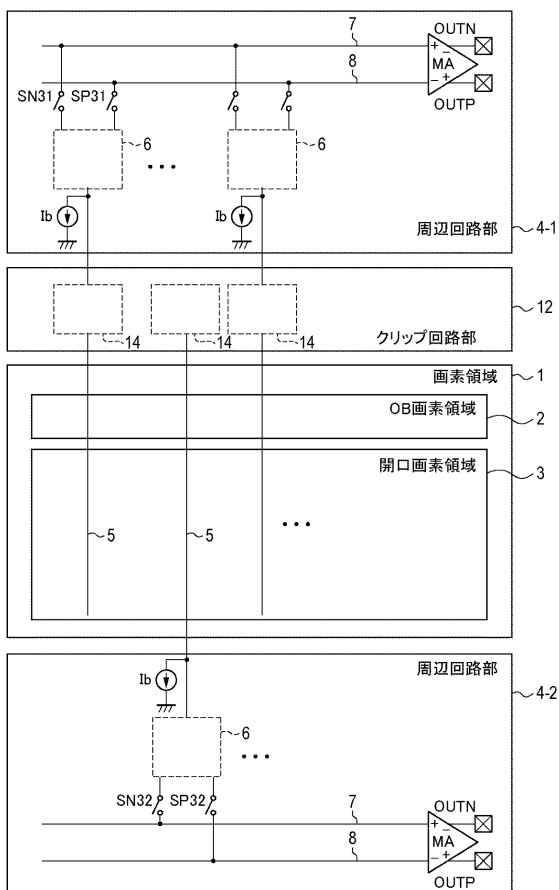 7
OUTN
+
−
MA
8
−
+
SN31
SP31
OUTP
6
6
•••
Ib
Ib
周辺回路部
4-1
12
14
14
14
クリップ回路部
画素領域
1
OB画素領域
2
開口画素領域
3
•••
5
5
周辺回路部
Ib
4-2
6
•••
SN32
SP32
7
OUTN
+
−
8
MA
−
+
OUTP